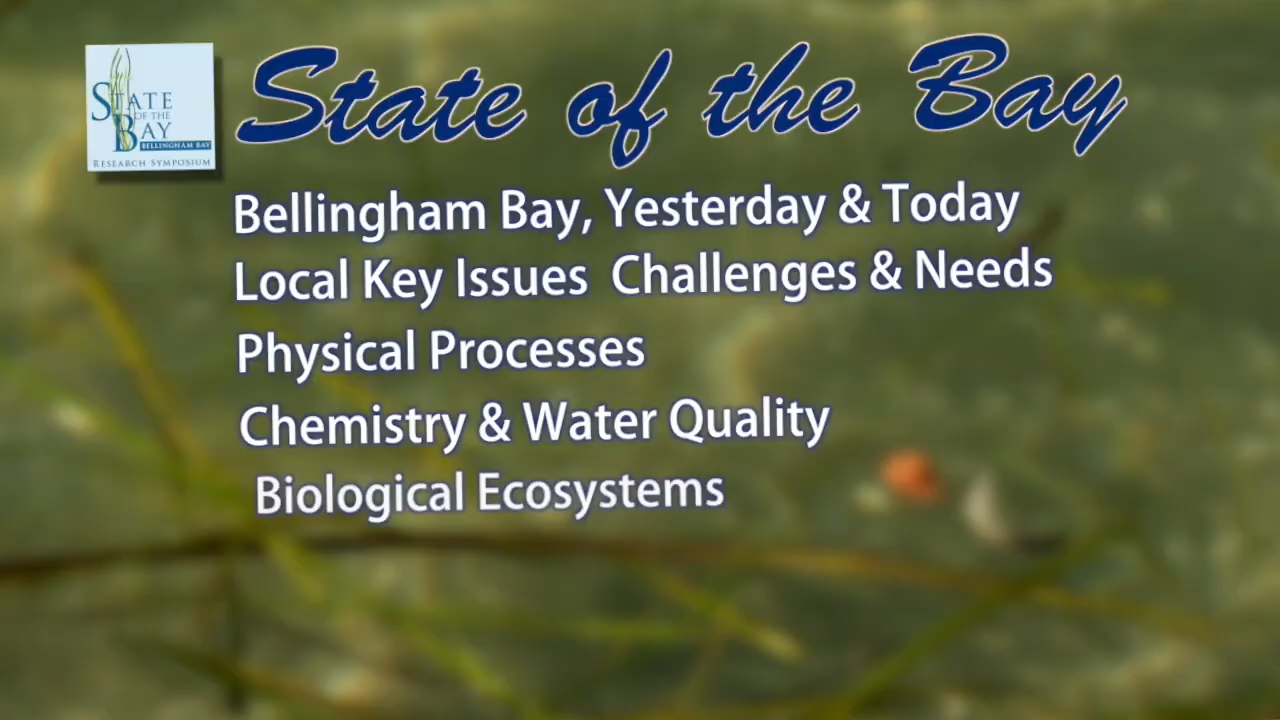 State of the Bay
STATE
OF THE
BAY
BELLINGHAM BAY
RESEARCH SYMPOSIUM
Bellingham Bay, Yesterday & Today
Local Key Issues Challenges & Needs
Physical Processes
Chemistry & Water Quality
Biological Ecosystems